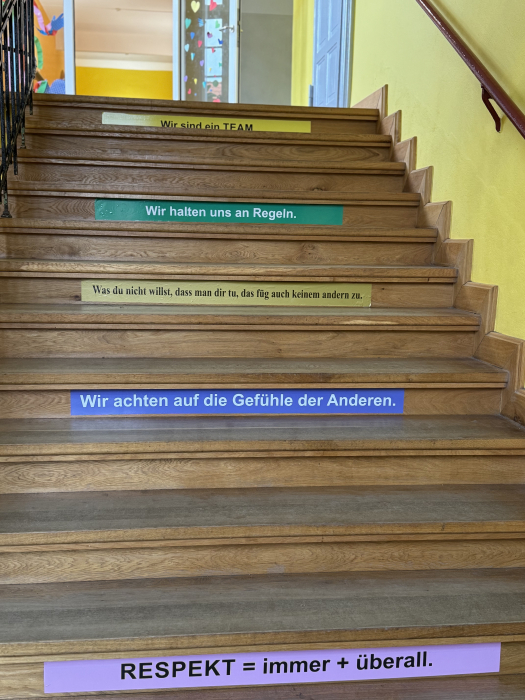 Wir sind ein TEAM
Wir halten uns an Regeln.
Was du nicht willst, dass man dir tu, das füg auch keinem andern zu.
Wir achten auf die Gefühle der Anderen.
RESPEKT = immer + überall.